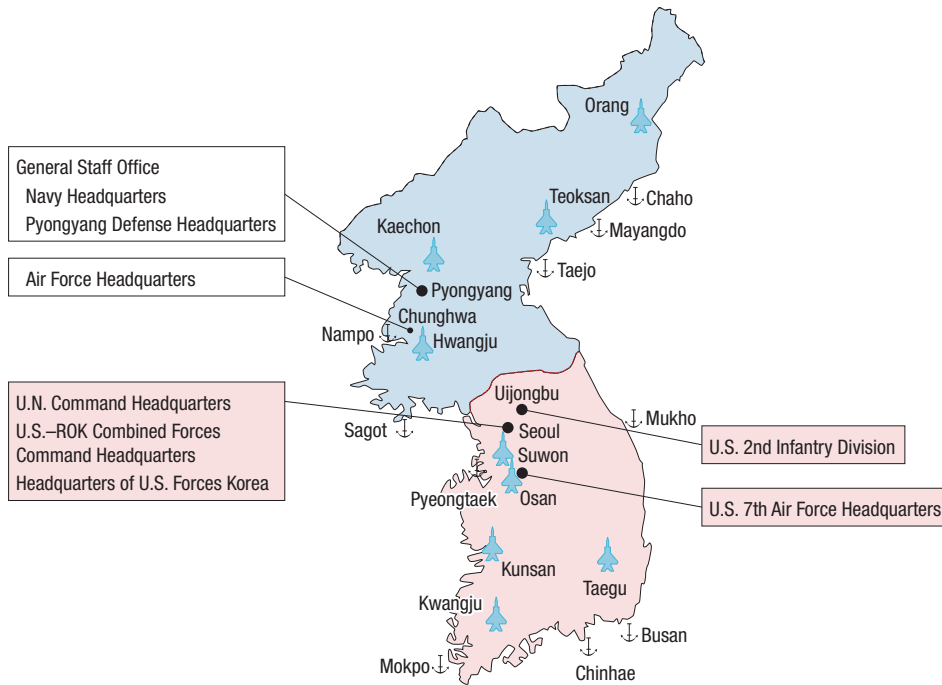 Orang
General Staff Office
Navy Headquarters
Pyongyang Defense Headquarters
Teoksan
Chaho
Kaechon
Mayangdo
Taejo
Air Force Headquarters
Pyongyang
Chunghwa
Nampo
Hwangju
U.N. Command Headquarters
U.S.–ROK Combined Forces
Command Headquarters
Headquarters of U.S. Forces Korea
Uijongbu
Sagot
Seoul
Mukho
Suwon
U.S. 2nd Infantry Division
Pyeongtaek
Osan
U.S. 7th Air Force Headquarters
Kunsan
Taegu
Kwangju
Busan
Mokpo
Chinhae